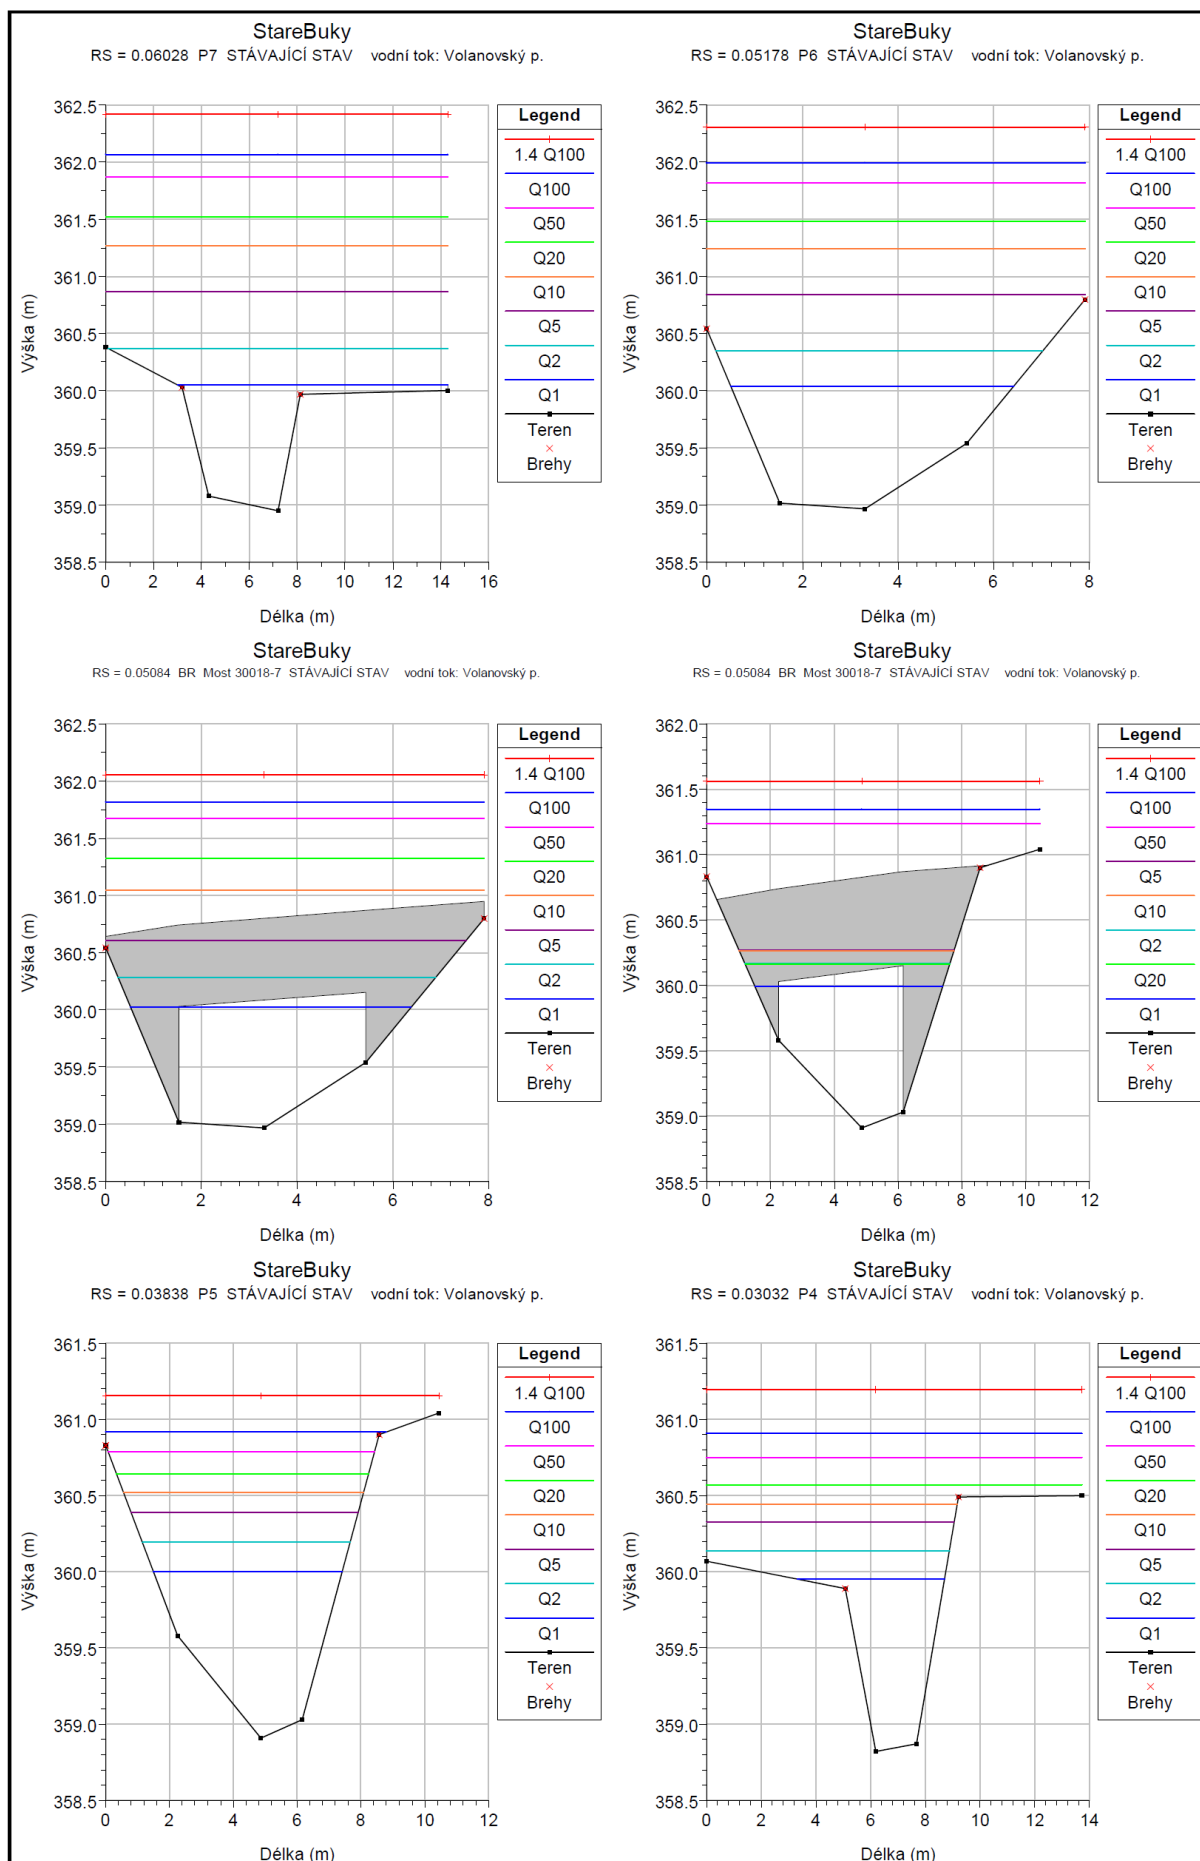 StareBuky
RS = 0.06028 P7 STÁVAJÍCÍ STAV vodní tok: Volanovský p.
362.5
362.0
361.5
361.0
360.5
360.0
359.5
359.0
358.5
0 2 4 6 8 10 12 14 16
Výška (m)
Délka (m)
Legend
1.4 Q100
Q100
Q50
Q20
Q10
Q5
Q2
Q1
Teren
Brehy
StareBuky
RS = 0.05178 P6 STÁVAJÍCÍ STAV vodní tok: Volanovský p.
362.5
362.0
361.5
361.0
360.5
360.0
359.5
359.0
358.5
0 2 4 6 8
Výška (m)
Délka (m)
Legend
1.4 Q100
Q100
Q50
Q20
Q10
Q5
Q2
Q1
Teren
Brehy
StareBuky
RS = 0.05084 BR Most 30018-7 STÁVAJÍCÍ STAV vodní tok: Volanovský p.
362.5
362.0
361.5
361.0
360.5
360.0
359.5
359.0
358.5
0 2 4 6 8
Výška (m)
Délka (m)
Legend
1.4 Q100
Q100
Q50
Q20
Q10
Q5
Q2
Q1
Teren
Brehy
StareBuky
RS = 0.05084 BR Most 30018-7 STÁVAJÍCÍ STAV vodní tok: Volanovský p.
362.0
361.5
361.0
360.5
360.0
359.5
359.0
358.5
0 2 4 6 8 10 12
Výška (m)
Délka (m)
Legend
1.4 Q100
Q100
Q50
Q5
Q10
Q2
Q20
Q1
Teren
Brehy
StareBuky
RS = 0.03838 P5 STÁVAJÍCÍ STAV vodní tok: Volanovský p.
361.5
361.0
360.5
360.0
359.5
359.0
358.5
0 2 4 6 8 10 12
Výška (m)
Délka (m)
Legend
1.4 Q100
Q100
Q50
Q20
Q10
Q5
Q2
Q1
Teren
Brehy
StareBuky
RS = 0.03032 P4 STÁVAJÍCÍ STAV vodní tok: Volanovský p.
361.5
361.0
360.5
360.0
359.5
359.0
358.5
0 2 4 6 8 10 12 14
Výška (m)
Délka (m)
Legend
1.4 Q100
Q100
Q50
Q20
Q10
Q5
Q2
Q1
Teren
Brehy